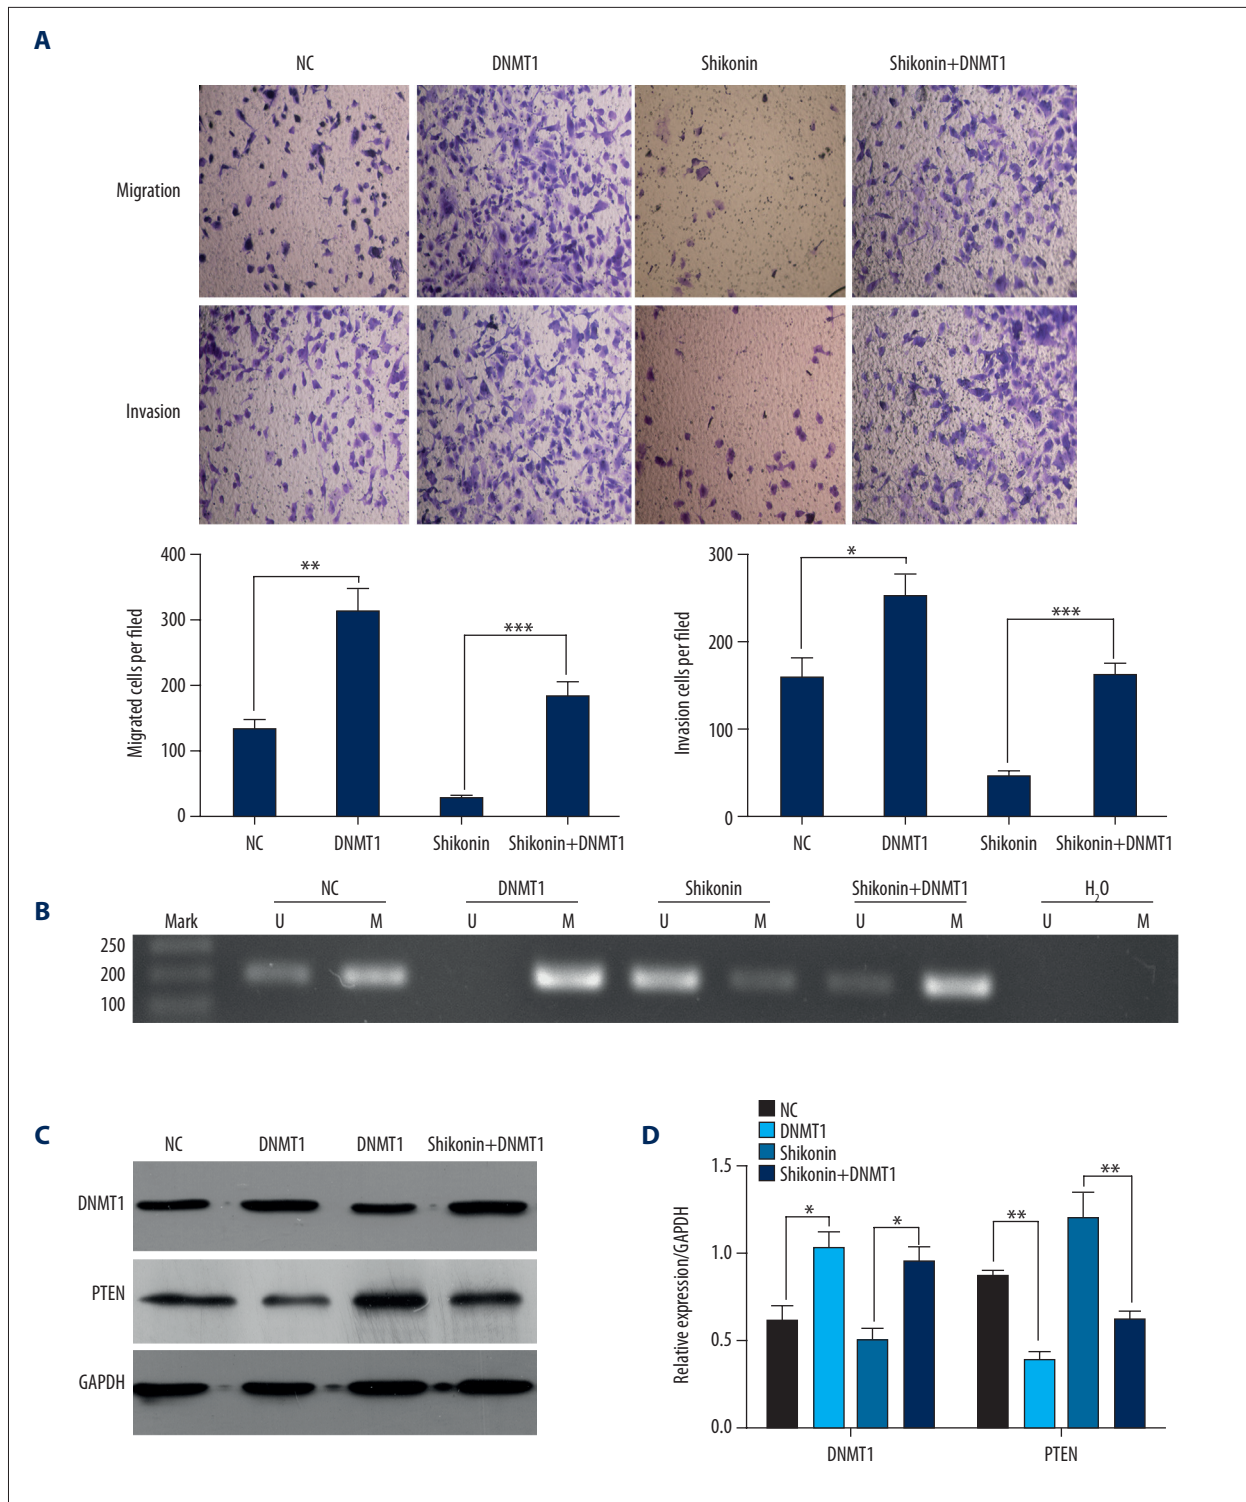 A
NC DNMT1 Shikonin Shikonin+DNMT1
Migration
Invasion
400
300
200
100
0
Migrated cells per filed
** ***
NC DNMT1 Shikonin Shikonin+DNMT1
300
200
100
0
Invasion cells per filed
* ***
NC DNMT1 Shikonin Shikonin+DNMT1
B
NC DNMT1 Shikonin Shikonin+DNMT1 H2O
Mark U M U M U M U M U M
250
200
100
C
NC DNMT1 DNMT1 Shikonin+DNMT1
DNMT1
PTEN
GAPDH
D
NC
DNMT1
Shikonin
Shikonin+DNMT1
1.5
1.0
0.5
0.0
Relative expression/GAPDH
* * ** **
DNMT1 PTEN